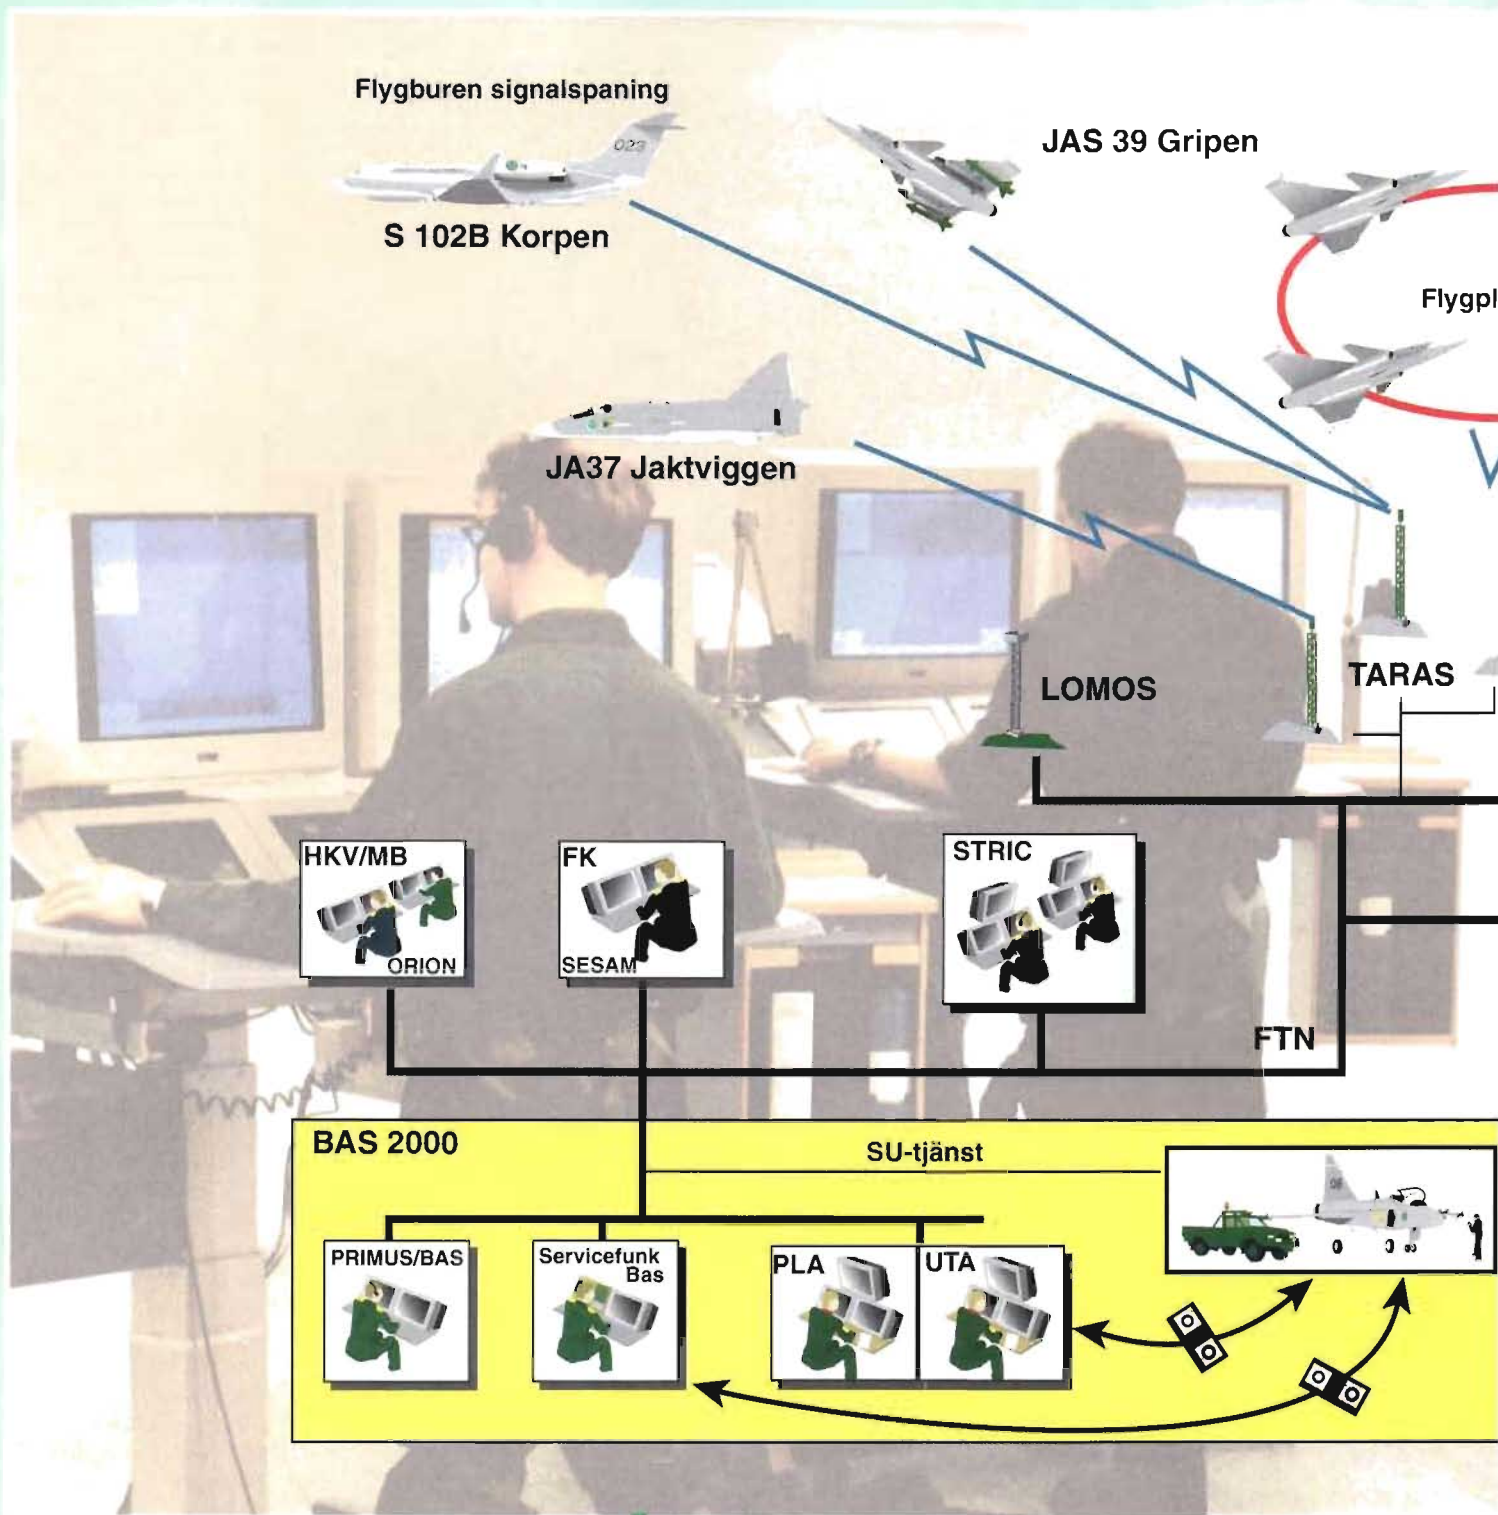 Flygburen signalspaning
023
JAS 39 Gripen
S 102B Korpen
Flygpl
JA37 Jaktviggen
LOMOS
TARAS
HKV/MB
ORION
FK
SESAM
STRIC
FTN
BAS 2000
SU-tjänst
PRIMUS/BAS
Servicefunk
Bas
PLA
UTA